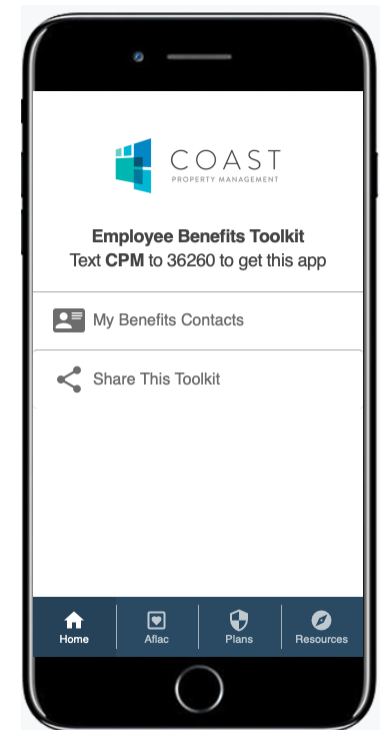 COAST
PROPERTY MANAGEMENT
Employee Benefits Toolkit
Text CPM to 36260 to get this app
My Benefits Contacts
Share This Toolkit
Home
Aflac
Plans
Resources